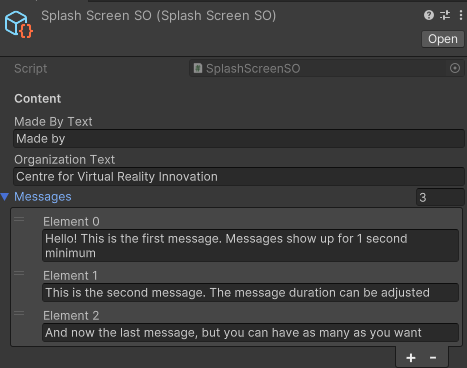 Splash Screen SO (Splash Screen SO)
Open
Script
SplashScreenSO
Content
Made By Text
Made by
Organization Text
Centre for Virtual Reality Innovation
Messages
3
Element 0
Hello! This is the first message. Messages show up for 1 second
minimum
Element 1
This is the second message. The message duration can be adjusted
Element 2
And now the last message, but you can have as many as you want
+ -